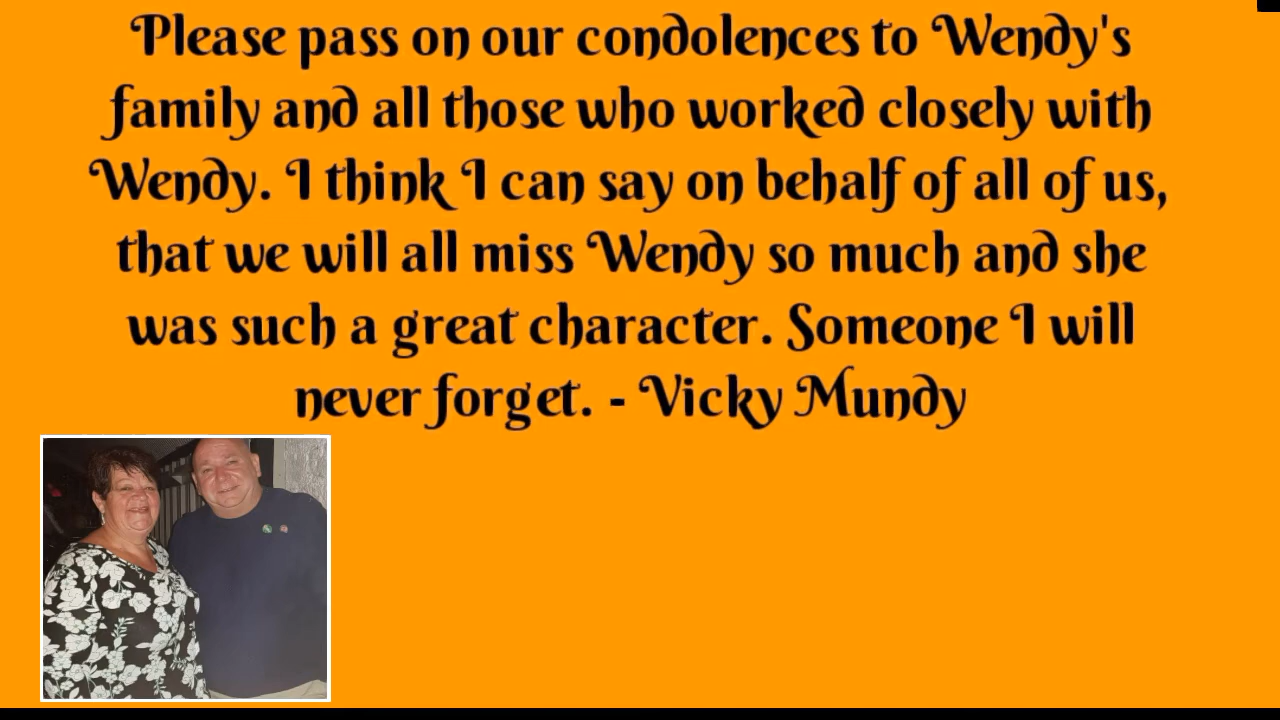 Please pass on our condolences to Wendy's
family and all those who worked closely with
Wendy. I think I can say on behalf of all of us,
that we will all miss Wendy so much and she
was such a great character. Someone I will
never forget. - Vicky Mundy